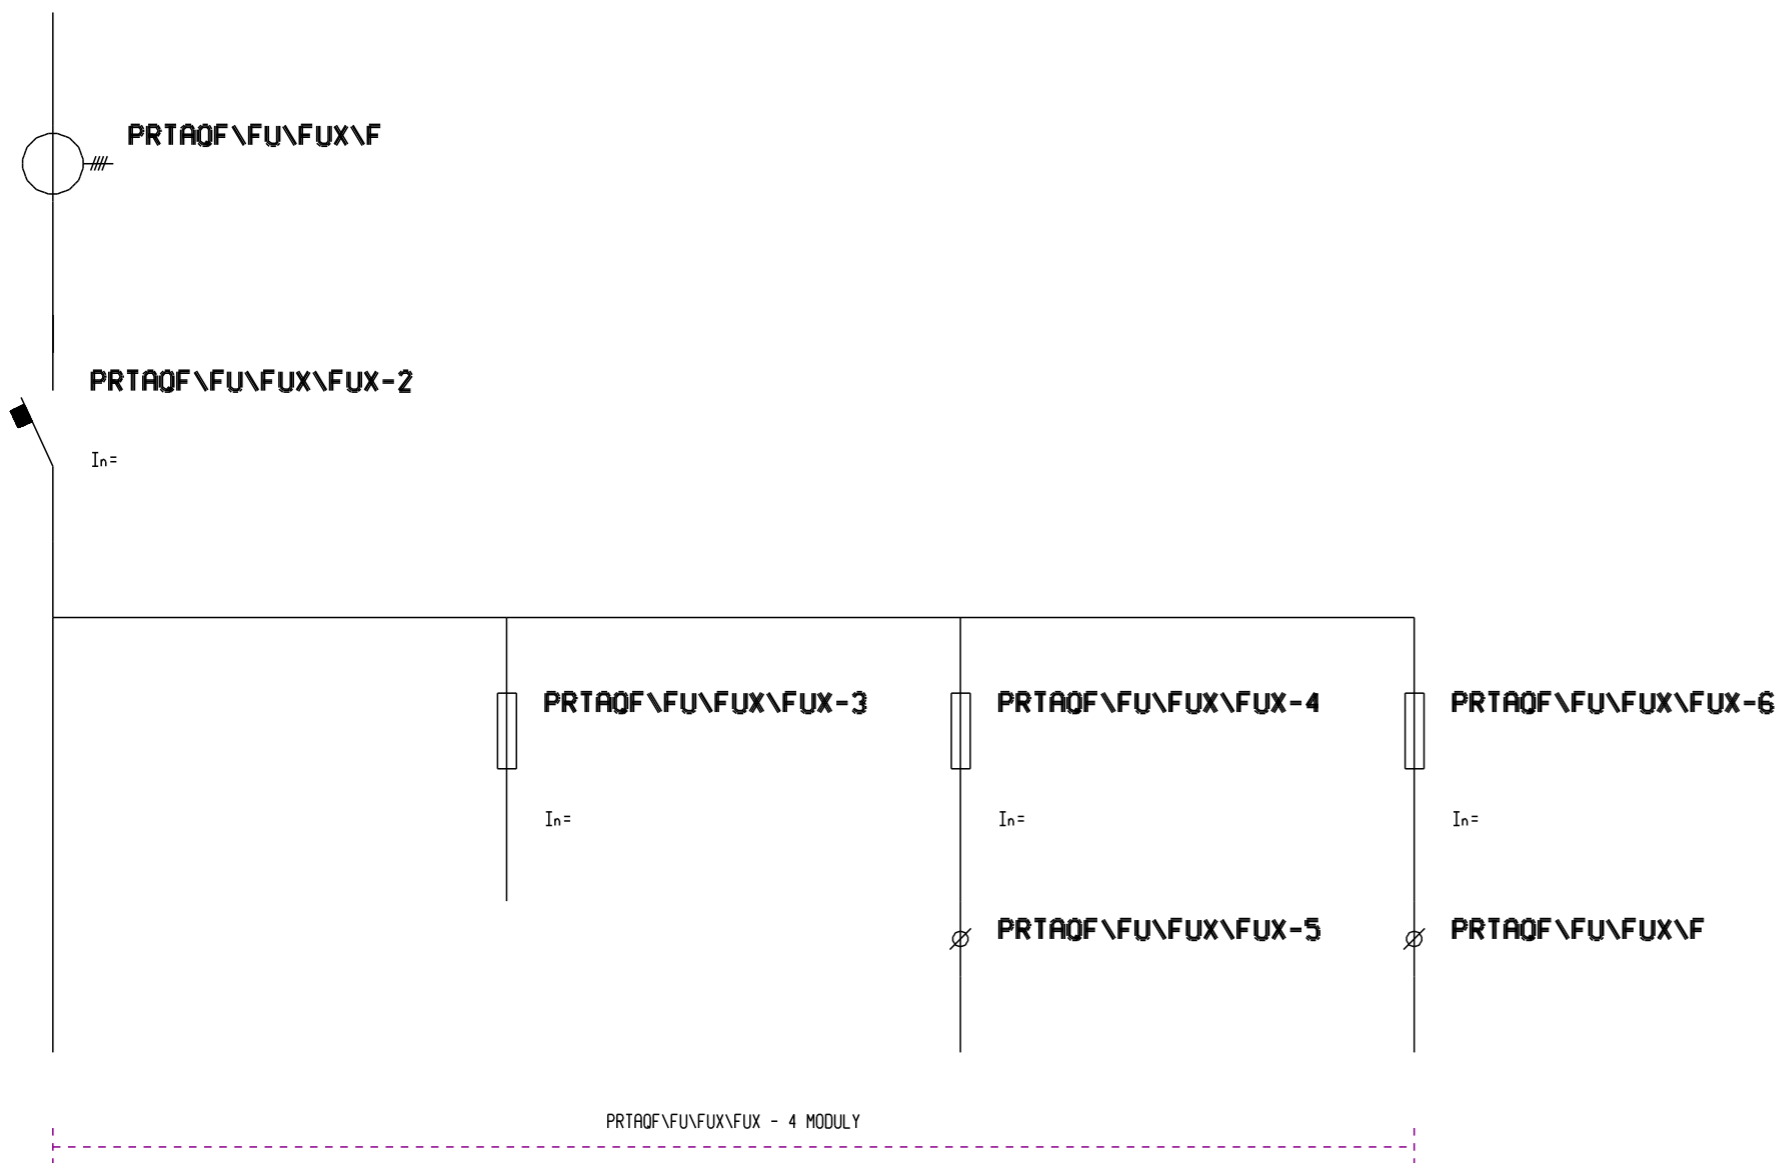 PRTAQF\FU\FUX\F
PRTAQF\FU\FUX\FUX-2
In=
PRTAQF\FU\FUX\FUX-3
PRTAQF\FU\FUX\FUX-4
PRTAQF\FU\FUX\FUX-6
In=
In=
In=
PRTAQF\FU\FUX\FUX-5
PRTAQF\FU\FUX\F
PRTAQF\FU\FUX\FUX - 4 MODULY